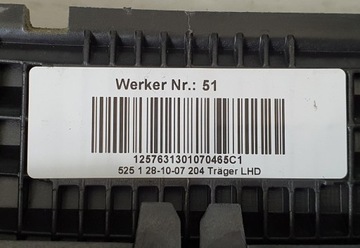 Werker Nr.: 51
1257631301070465C1
525 1 28-10-07 204 Träger LHD